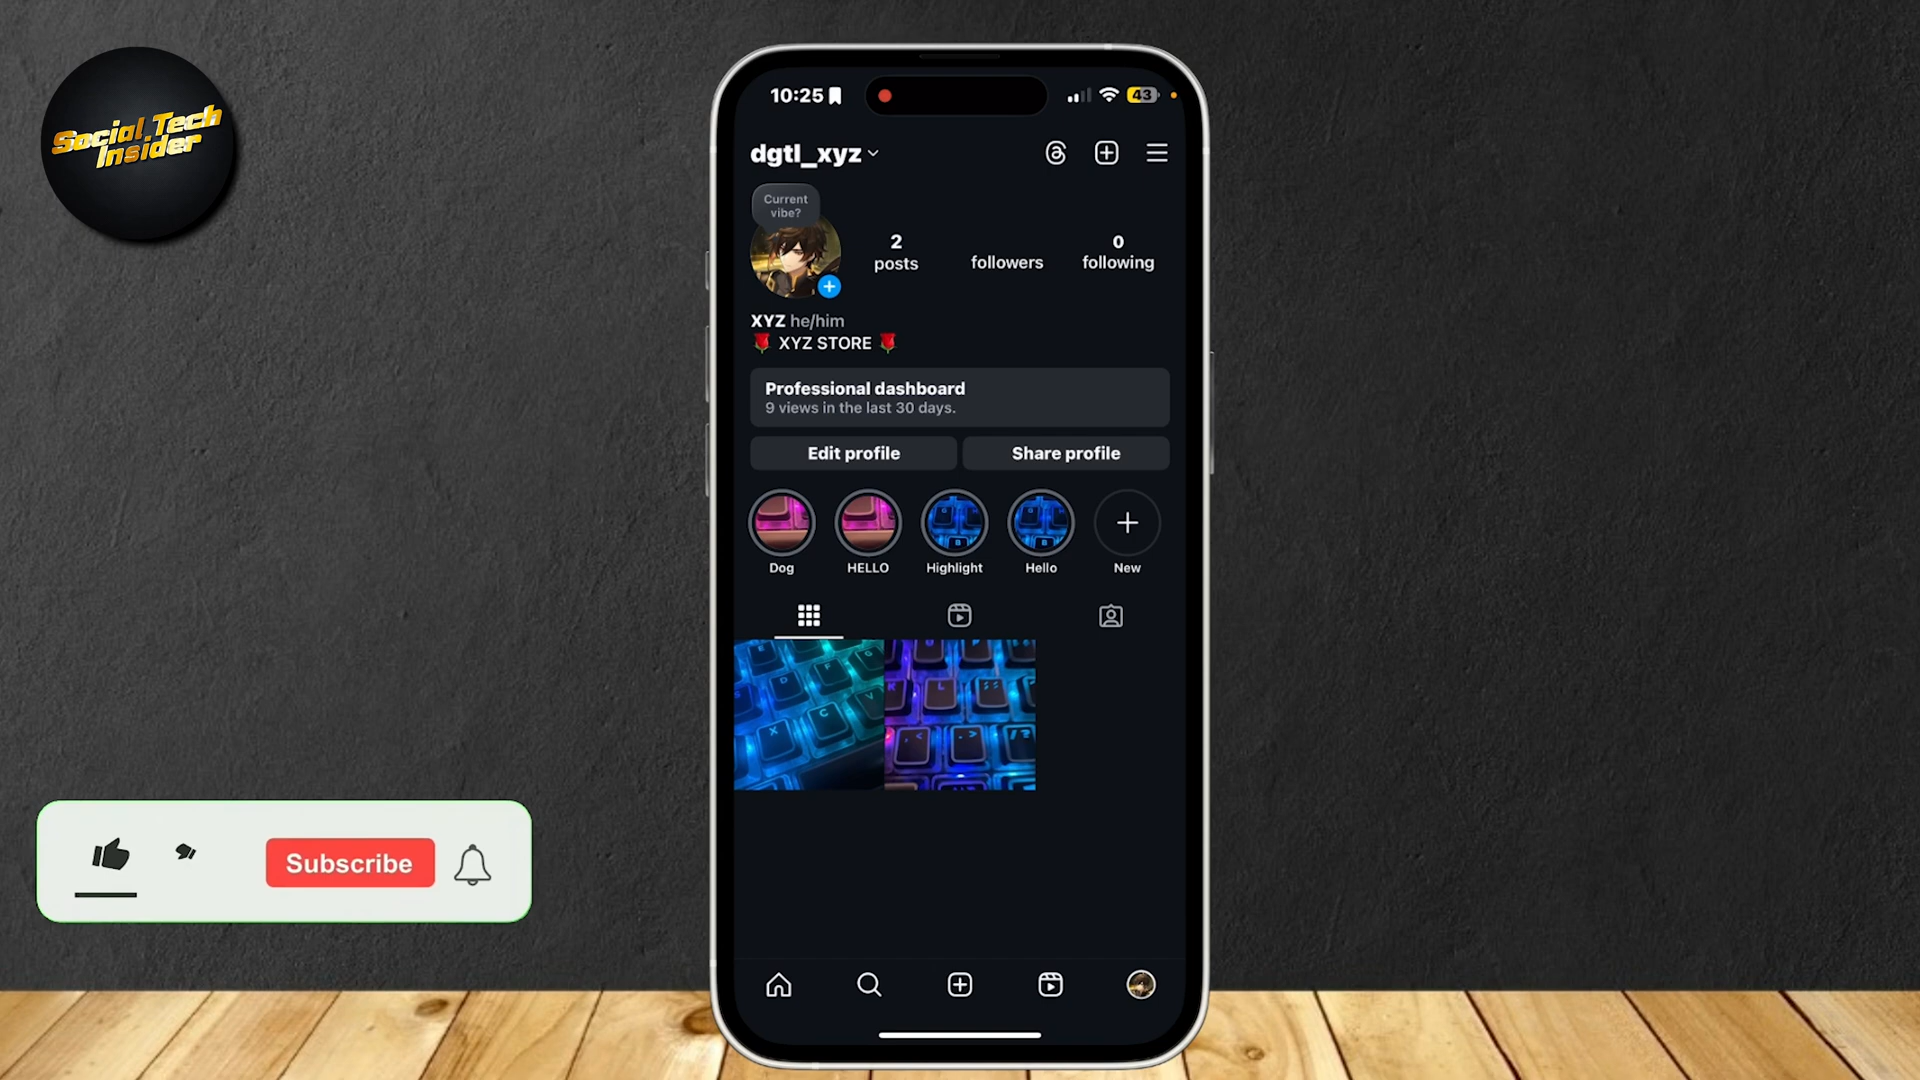 Social Tech
Insider
10:25
43
dgtl_xyz
Current
vibe?
2
posts
followers
0
following
XYZ he/him
XYZ STORE
Professional dashboard
9 views in the last 30 days.
Edit profile
Share profile
Dog
HELLO
Highlight
Hello
New
Subscribe